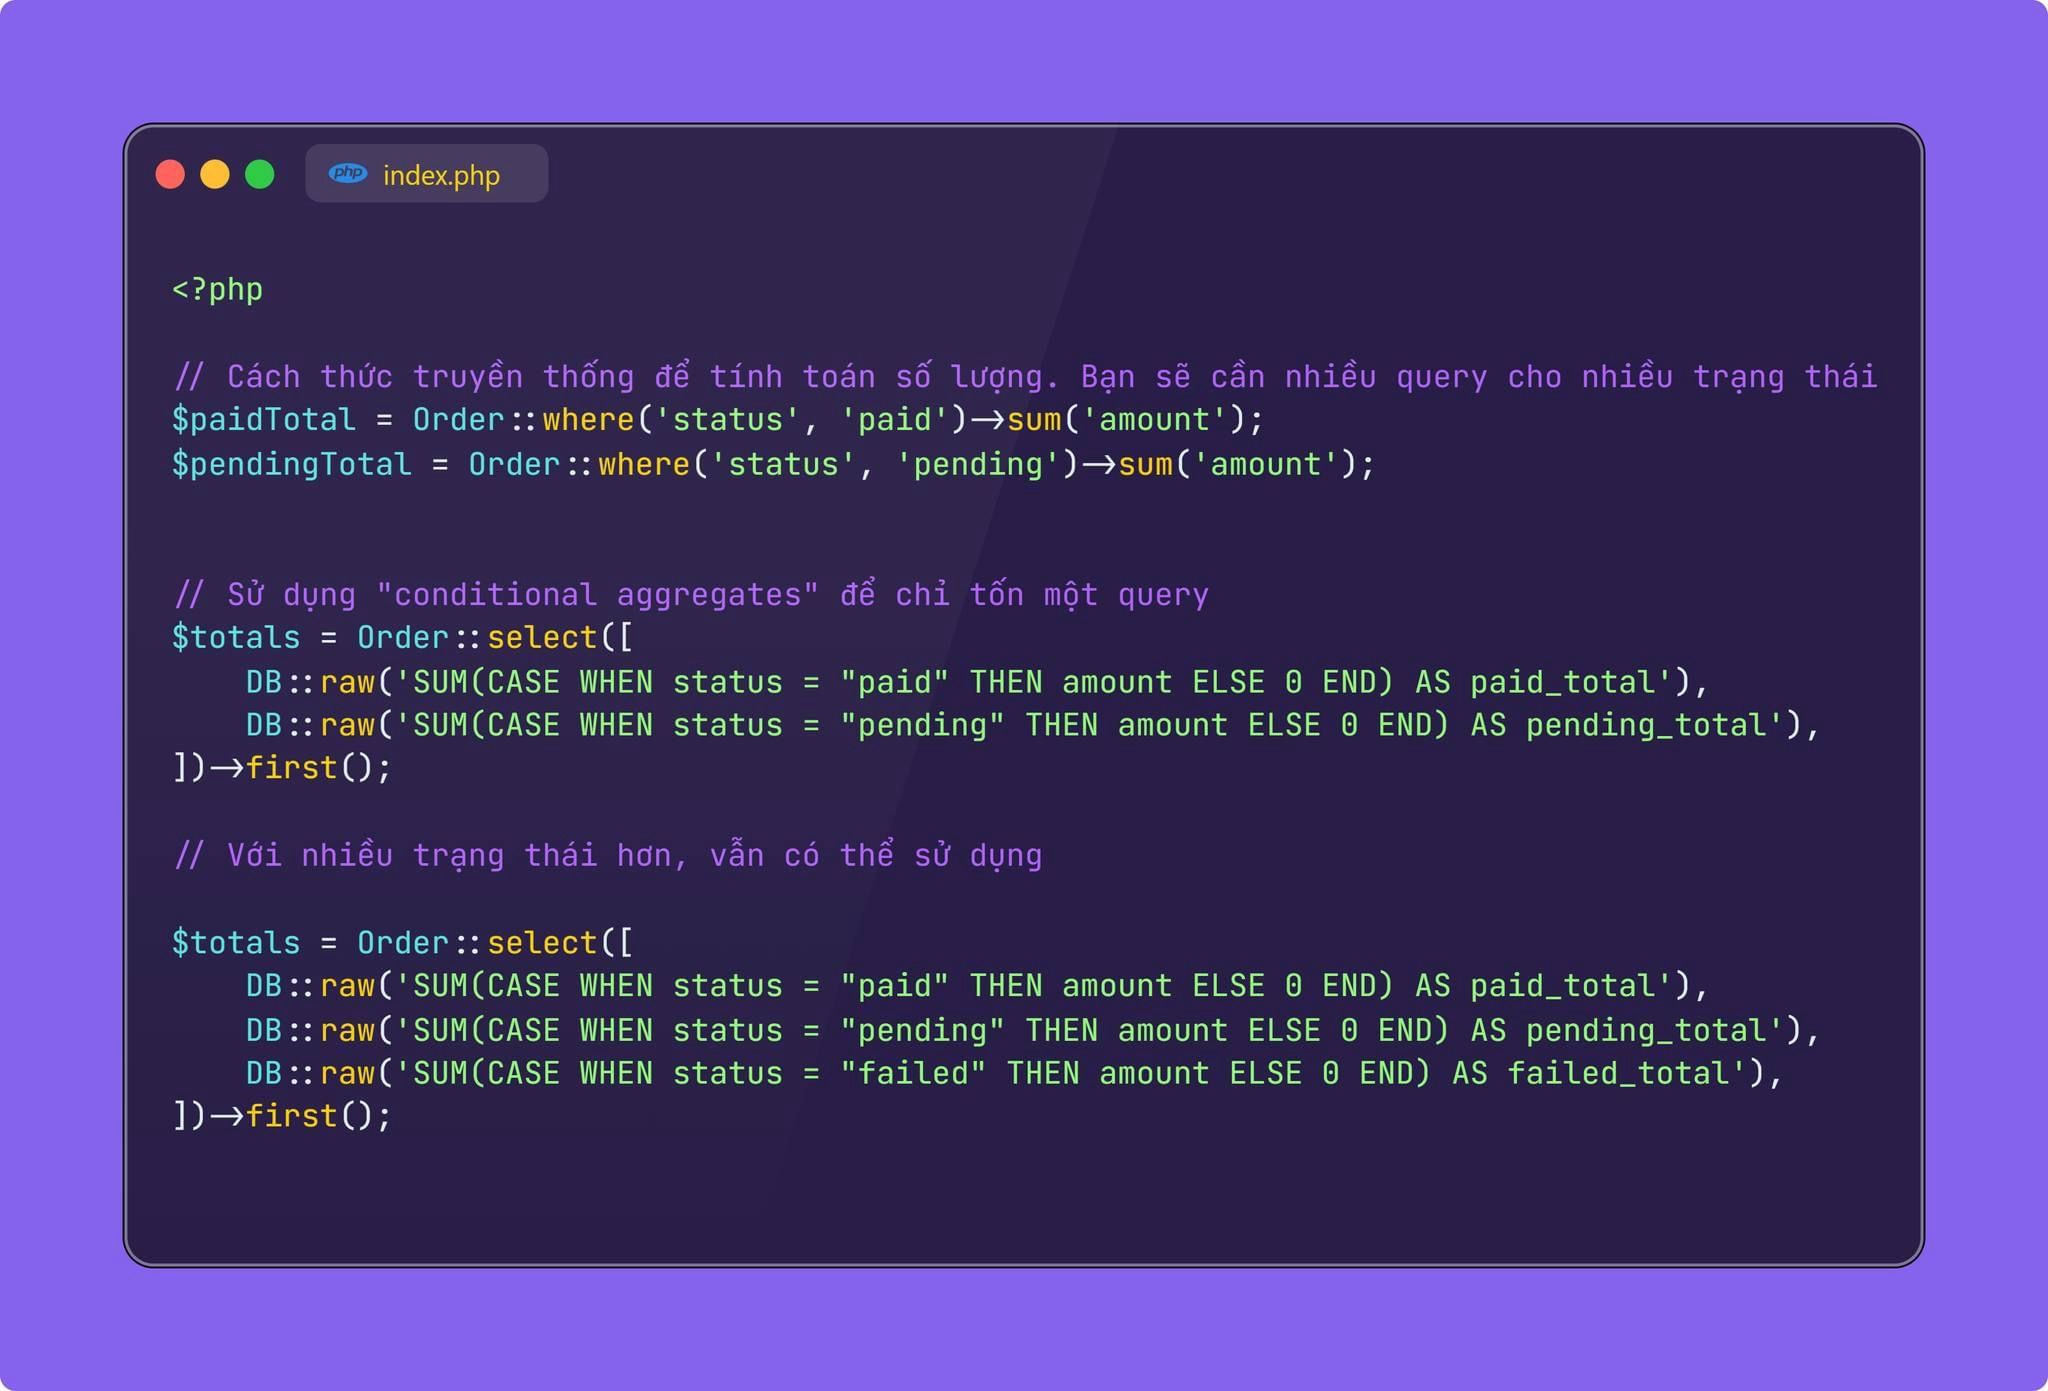 php index.php
<?php
// Cách thức truyền thống để tính toán số lượng. Bạn sẽ cần nhiều query cho nhiều trạng thái
$paidTotal = Order::where('status', 'paid')->sum('amount');
$pendingTotal = Order::where('status', 'pending')->sum('amount');
// Sử dụng "conditional aggregates" để chỉ tốn một query
$totals = Order::select([
    DB::raw('SUM(CASE WHEN status = "paid" THEN amount ELSE 0 END) AS paid_total'),
    DB::raw('SUM(CASE WHEN status = "pending" THEN amount ELSE 0 END) AS pending_total'),
])->first();
// Với nhiều trạng thái hơn, vẫn có thể sử dụng
$totals = Order::select([
    DB::raw('SUM(CASE WHEN status = "paid" THEN amount ELSE 0 END) AS paid_total'),
    DB::raw('SUM(CASE WHEN status = "pending" THEN amount ELSE 0 END) AS pending_total'),
    DB::raw('SUM(CASE WHEN status = "failed" THEN amount ELSE 0 END) AS failed_total'),
])->first();